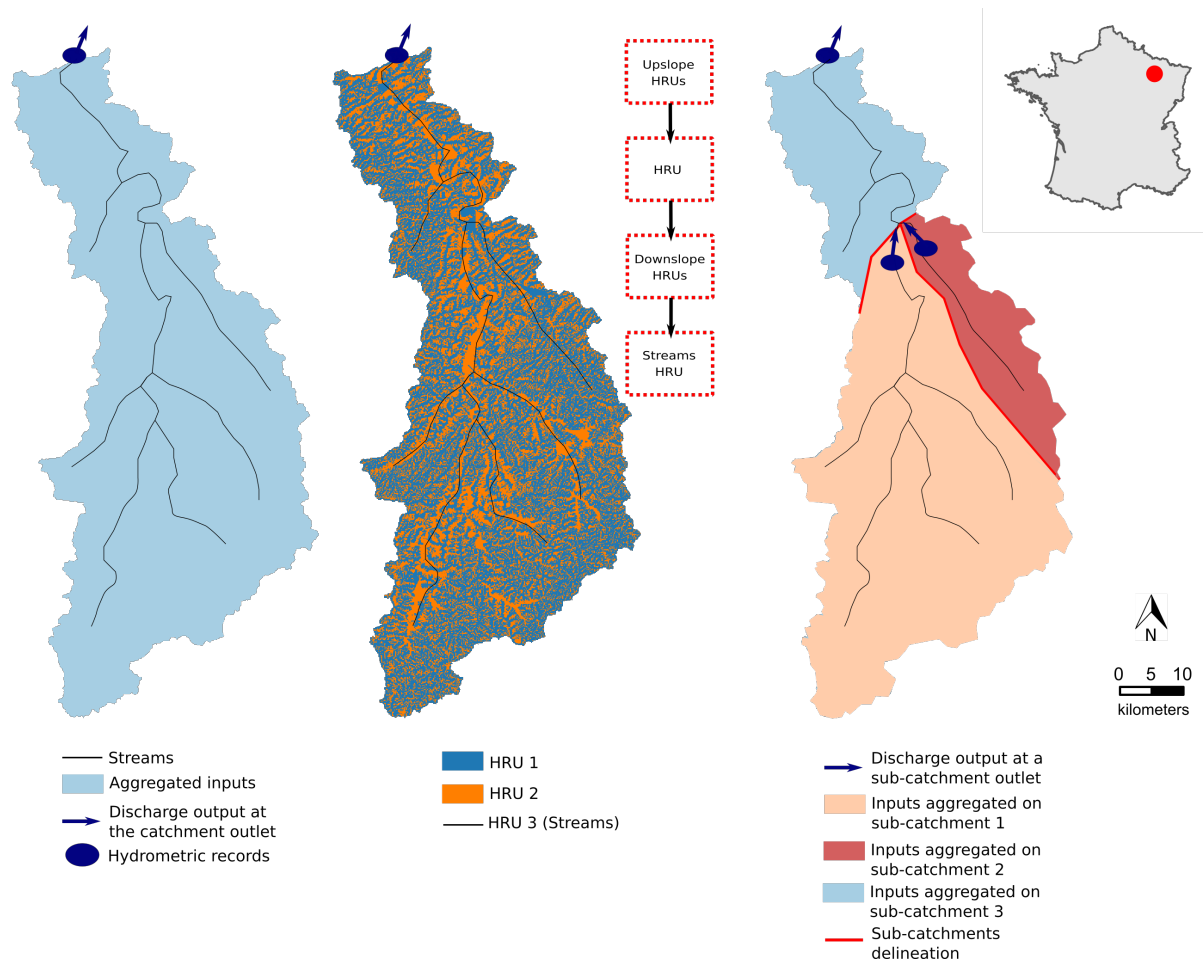 Upslope
HRUs
HRU
Downslope
HRUs
Streams
HRU
N
0 5 10
kilometers
Streams
Aggregated inputs
Discharge output at
the catchment outlet
Hydrometric records
HRU 1
HRU 2
HRU 3 (Streams)
Discharge output at a
sub-catchment outlet
Inputs aggregated on
sub-catchment 1
Inputs aggregated on
sub-catchment 2
Inputs aggregated on
sub-catchment 3
Sub-catchments
delineation